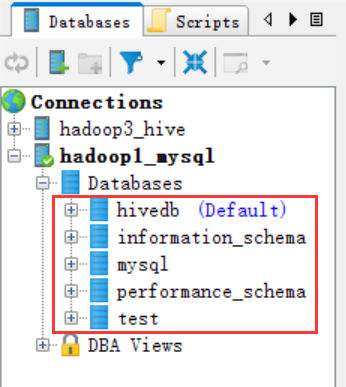 Databases Scripts
Connections
hadoop3_hive
hadoop1_mysql
Databases
hivedb (Default)
information_schema
mysql
performance_schema
test
DBA Views